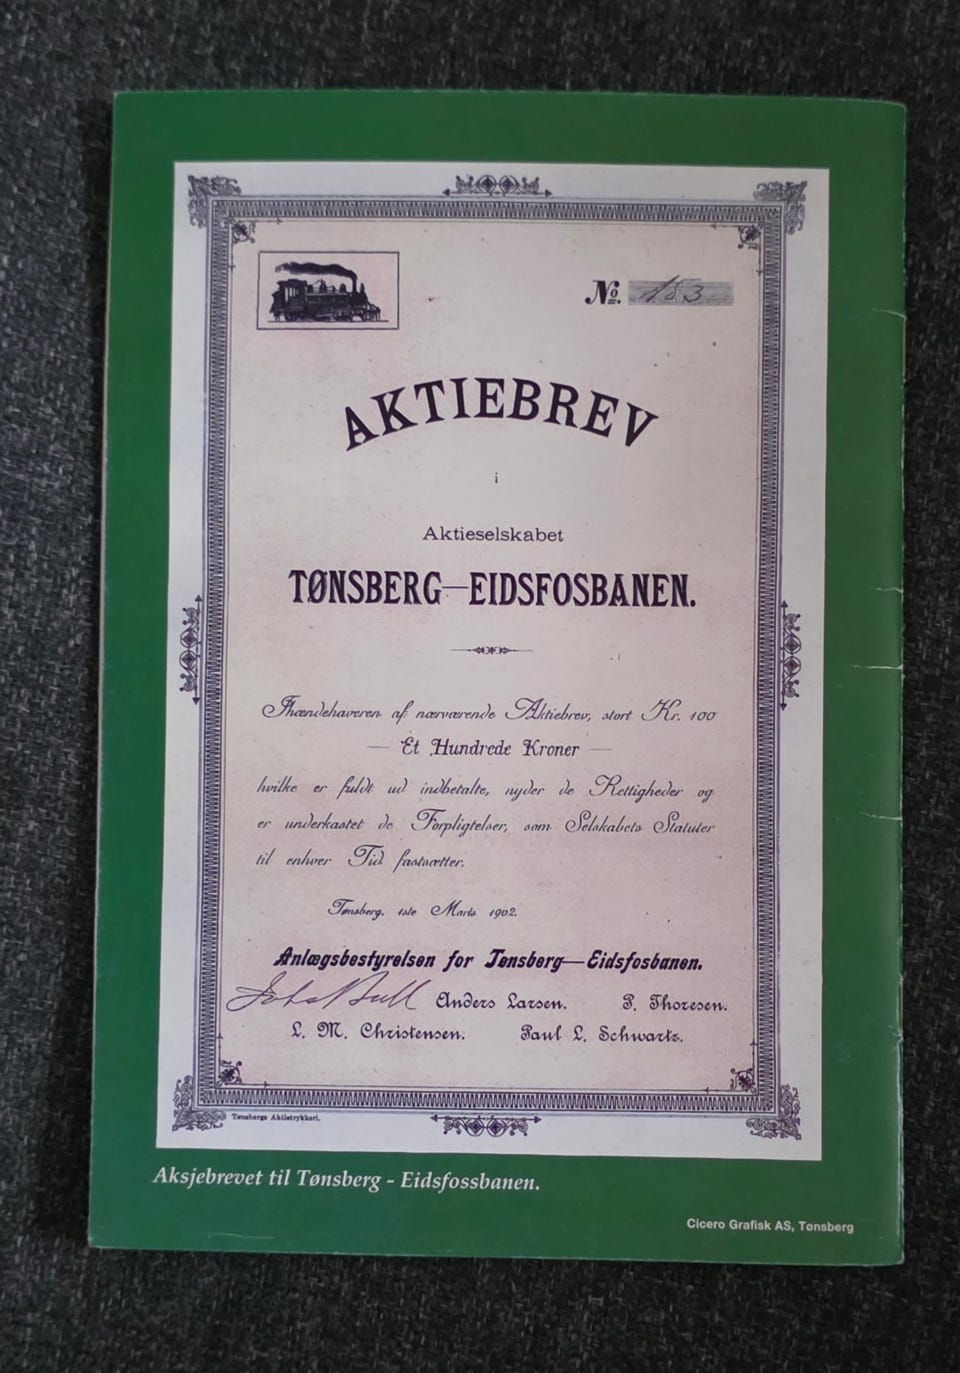 No. 153
AKTIEBREV
i
Aktieselskabet
TØNSBERG—EIDSFOSBANEN.
Ihændehaveren af nærværende Aktiebrev, stort Kr. 100
— Et Hundrede Kroner —
hvilke er fuldt ud indbetalte, nyder de Rettigheder og
er underkastet de Forpligtelser, som Selskabets Statuter
til enhver Tid fastsætter.
Tønsberg, 1ste Marts 1902.
Anlægsbestyrelsen for Tønsberg—Eidsfosbanen.
Bull Anders Larsen. P. Thoresen.
L. M. Christensen. Paul L. Schwartz.
Tønsbergs Aktietrykkeri.
Aksjebrevet til Tønsberg - Eidsfossbanen.
Cicero Grafisk AS, Tønsberg